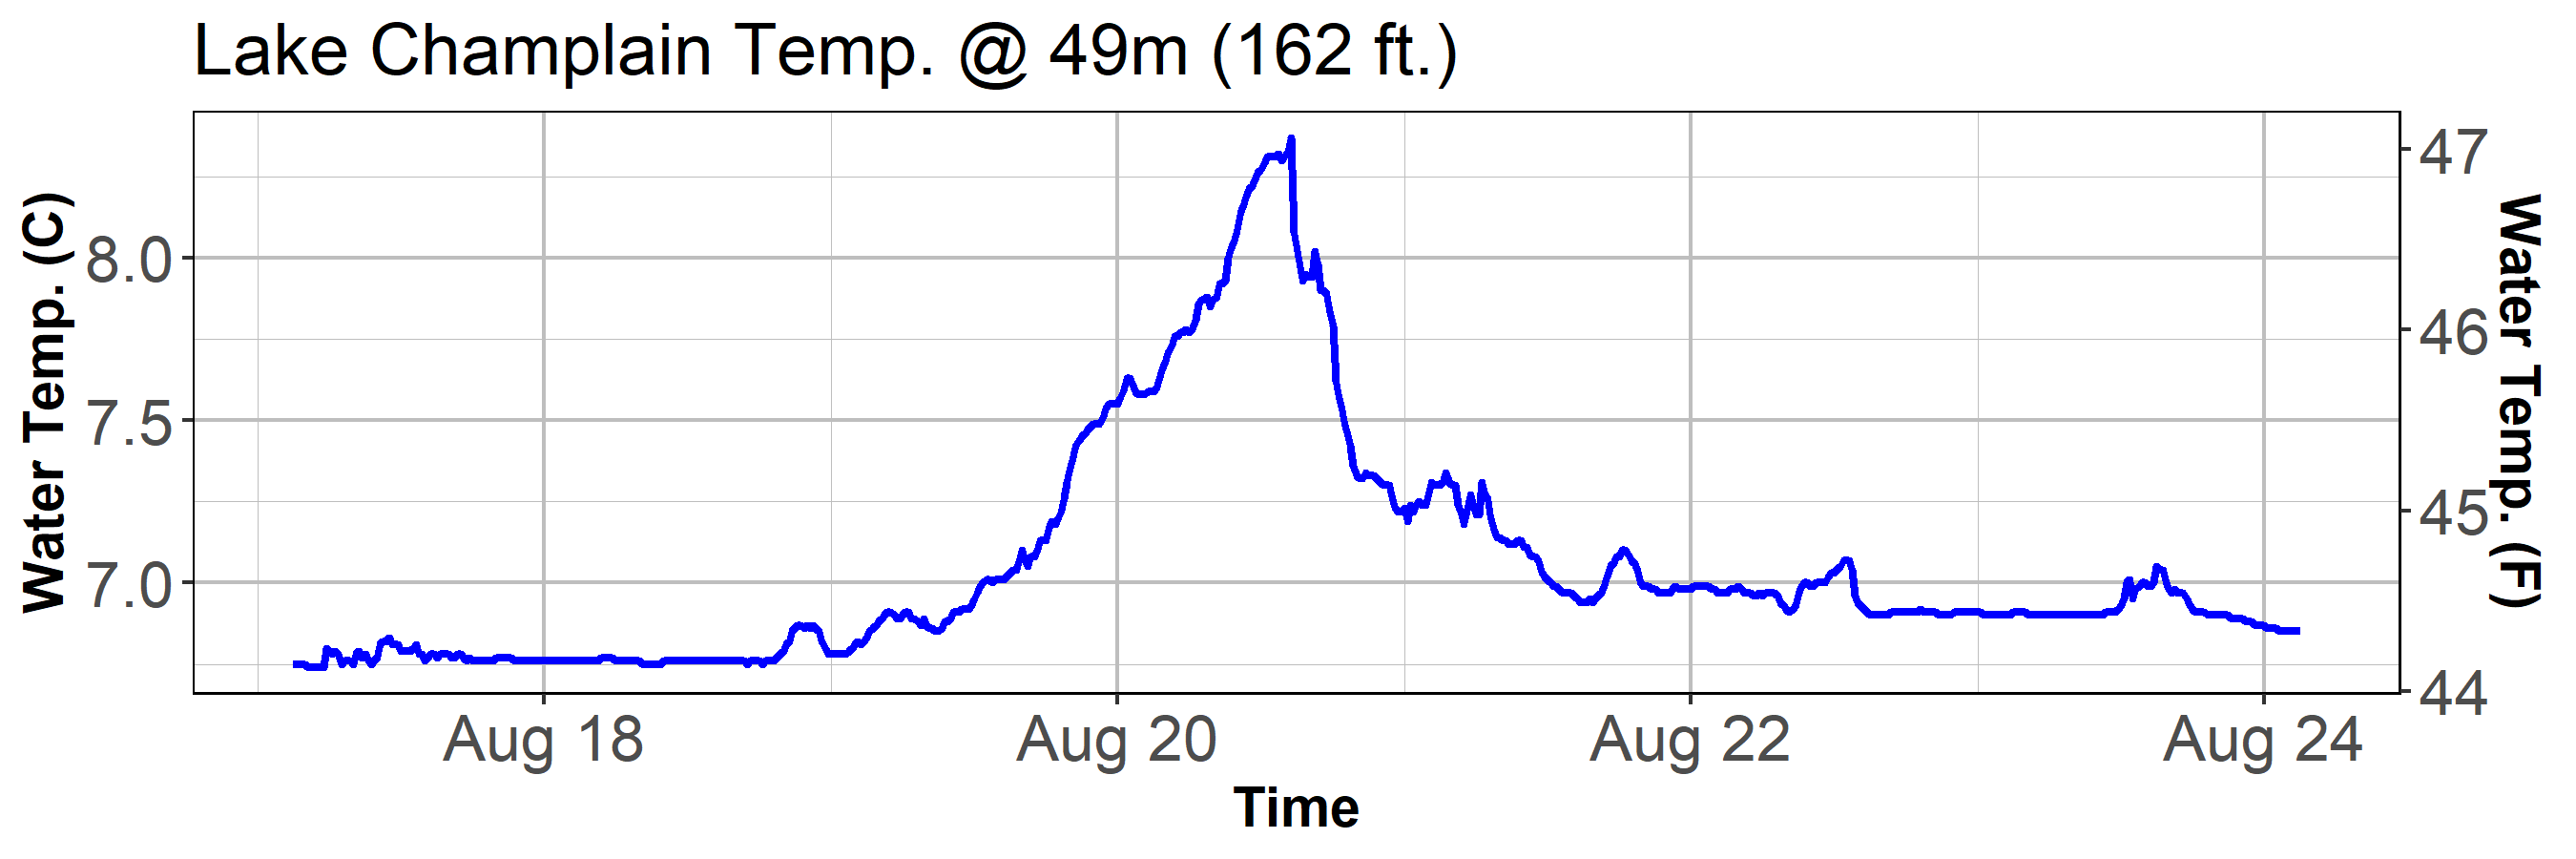 Lake Champlain Temp. @ 49m (162 ft.)
Water Temp. (C)
8.0
7.5
7.0
47
46
45
44
Water Temp. (F)
Aug 18 Aug 20 Aug 22 Aug 24
Time